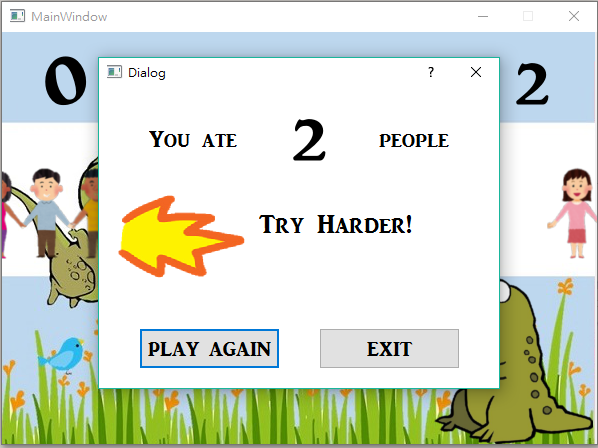 MainWindow
0
2
Dialog
?
You ate 2 people
Try Harder!
PLAY AGAIN
EXIT